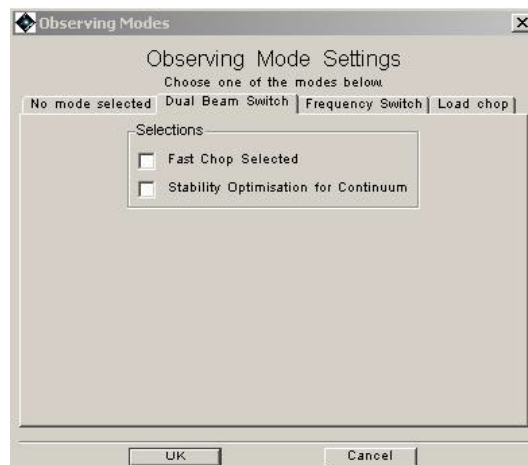 Observing Modes
Observing Mode Settings
Choose one of the modes below.
No mode selected Dual Beam Switch Frequency Switch Load chop
Selections
Fast Chop Selected
Stability Optimisation for Continuum
UK Cancel